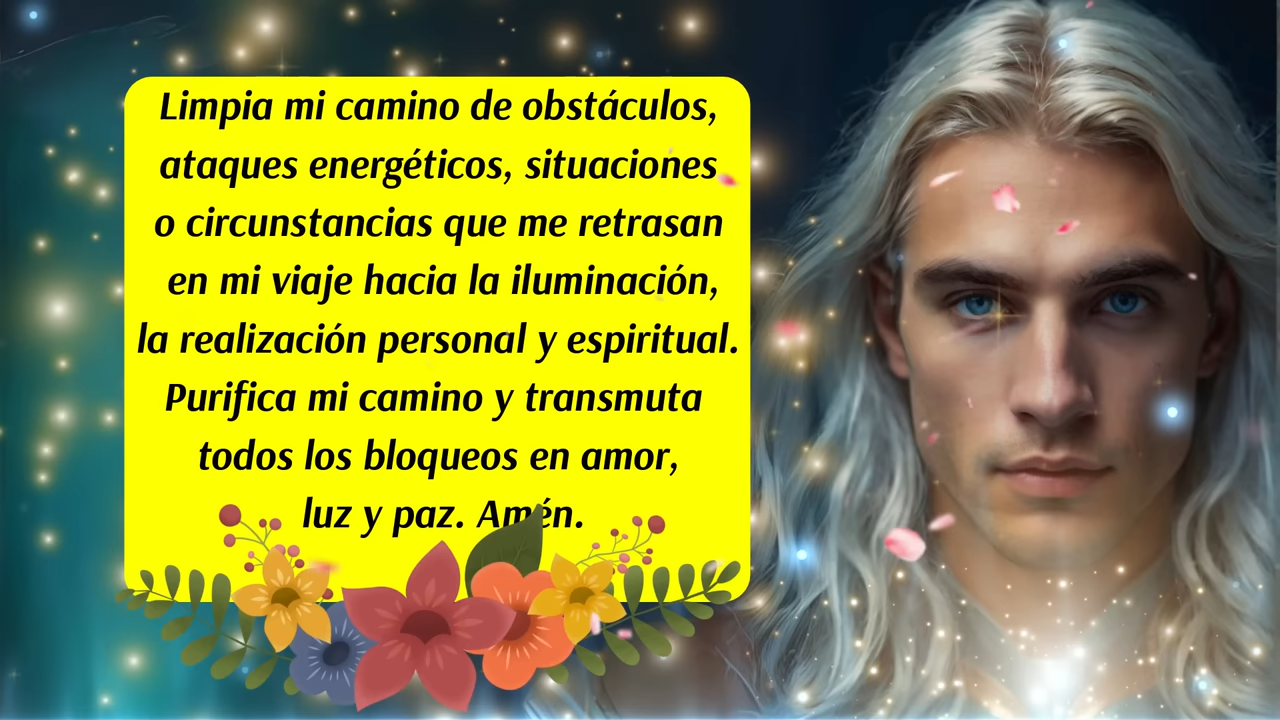 Limpia mi camino de obstáculos,
ataques energéticos, situaciones
o circunstancias que me retrasan
en mi viaje hacia la iluminación,
la realización personal y espiritual.
Purifica mi camino y transmuta
todos los bloqueos en amor,
luz y paz. Amén.